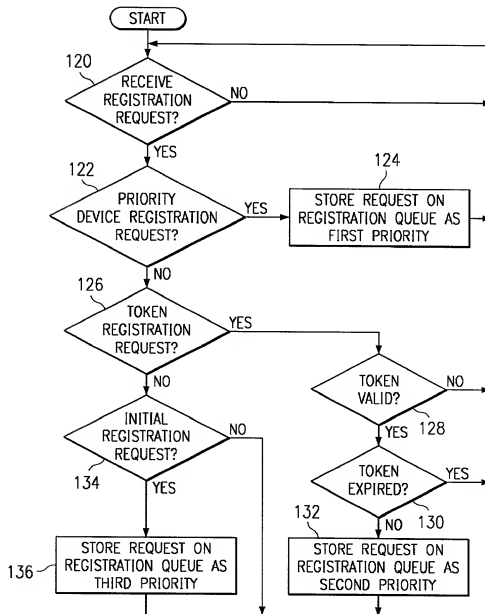 START
120
RECEIVE
REGISTRATION
REQUEST?
NO
YES
122
PRIORITY
DEVICE REGISTRATION
REQUEST?
YES
124
STORE REQUEST ON
REGISTRATION QUEUE AS
FIRST PRIORITY
NO
126
TOKEN
REGISTRATION
REQUEST?
YES
NO
TOKEN
VALID?
NO
128
YES
INITIAL
REGISTRATION
REQUEST?
NO
134
YES
TOKEN
EXPIRED?
YES
130
NO
132
STORE REQUEST ON
REGISTRATION QUEUE AS
SECOND PRIORITY
136
STORE REQUEST ON
REGISTRATION QUEUE AS
THIRD PRIORITY